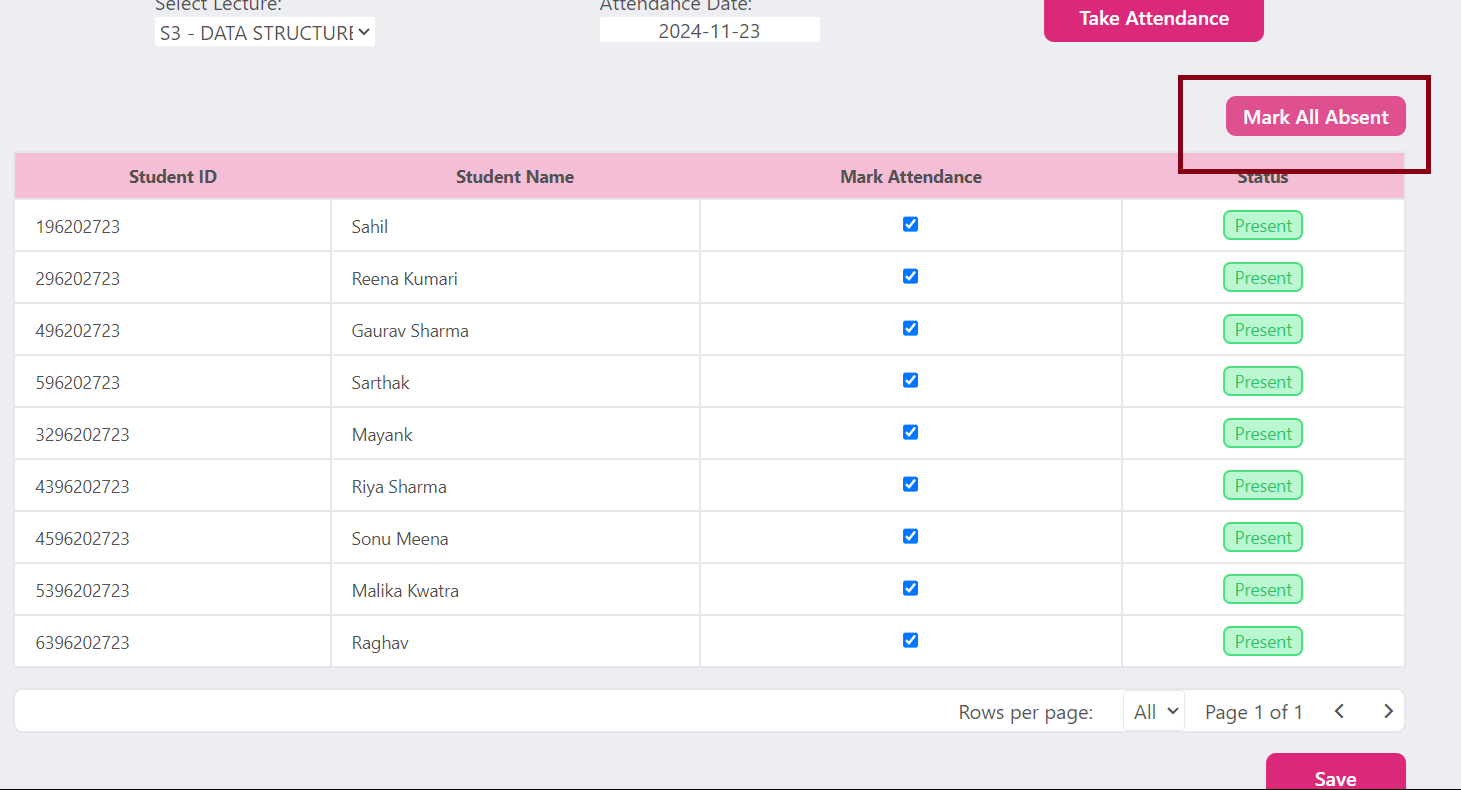 Select Lecture: Attendance Date: Take Attendance
S3 - DATA STRUCTURE 2024-11-23
Mark All Absent
Student ID Student Name Mark Attendance Status
196202723 Sahil Present
296202723 Reena Kumari Present
496202723 Gaurav Sharma Present
596202723 Sarthak Present
3296202723 Mayank Present
4396202723 Riya Sharma Present
4596202723 Sonu Meena Present
5396202723 Malika Kwatra Present
6396202723 Raghav Present
Rows per page: All Page 1 of 1
Save